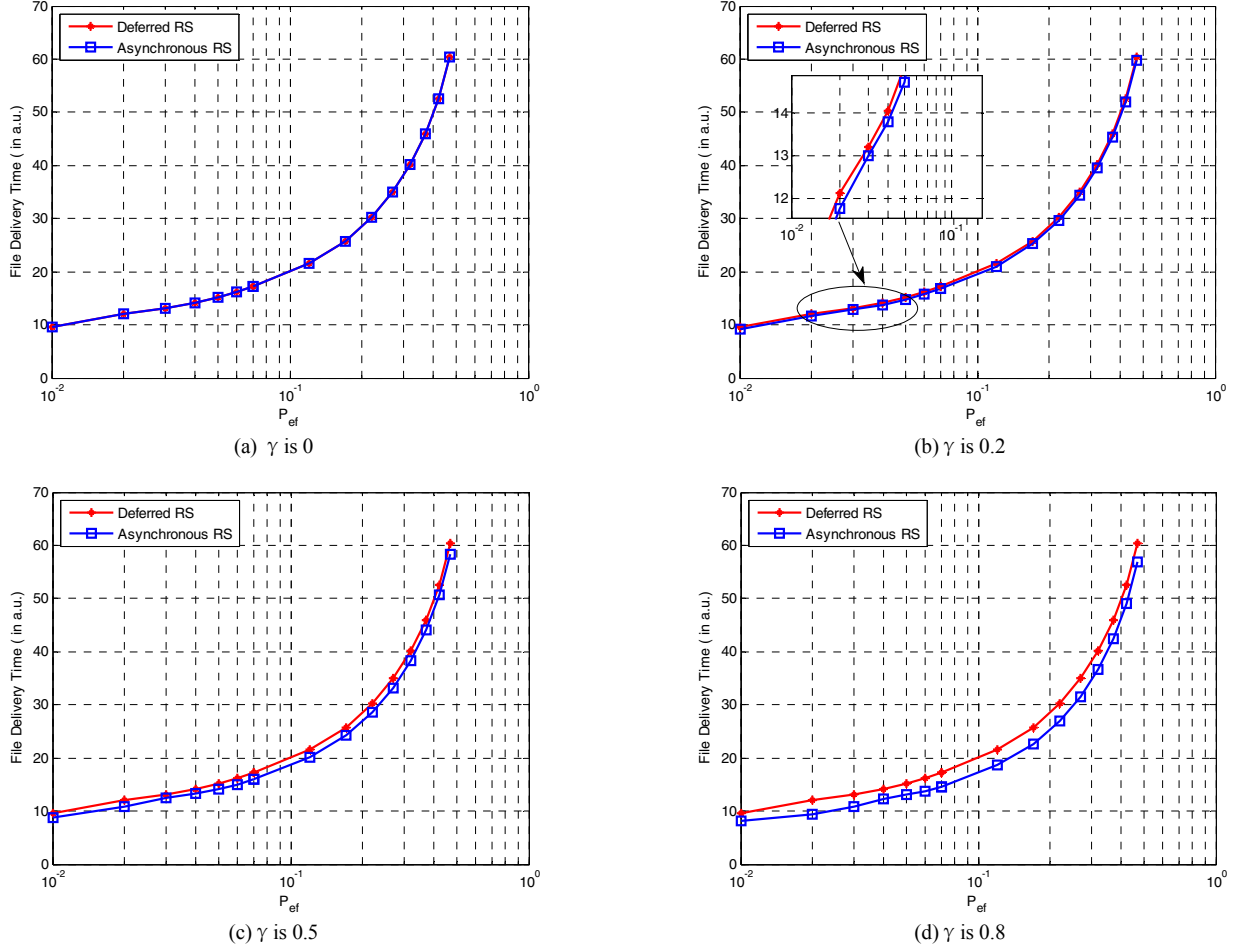 70
60
50
40
30
20
10
0
File Delivery Time ( in a.u.)
Deferred RS
Asynchronous RS
10^-2
10^-1
10^0
P_ef
(a) γ is 0
70
60
50
40
30
20
10
0
File Delivery Time ( in a.u.)
Deferred RS
Asynchronous RS
14
13
12
10^-2
10^-1
10^-2
10^-1
10^0
P_ef
(b) γ is 0.2
70
60
50
40
30
20
10
0
File Delivery Time ( in a.u.)
Deferred RS
Asynchronous RS
10^-2
10^-1
10^0
P_ef
(c) γ is 0.5
70
60
50
40
30
20
10
0
File Delivery Time ( in a.u.)
Deferred RS
Asynchronous RS
10^-2
10^-1
10^0
P_ef
(d) γ is 0.8